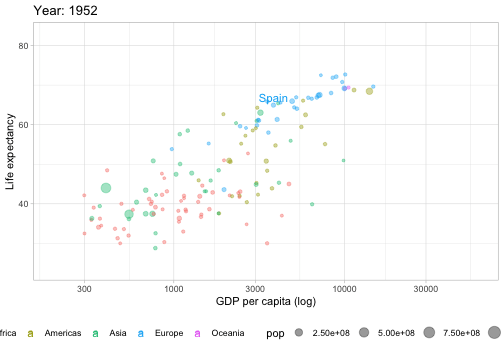 Year: 1952
80
60
40
Life expectancy
Spain
300 1000 3000 10000 30000
GDP per capita (log)
frica a Americas a Asia a Europe a Oceania pop 2.50e+08 5.00e+08 7.50e+08